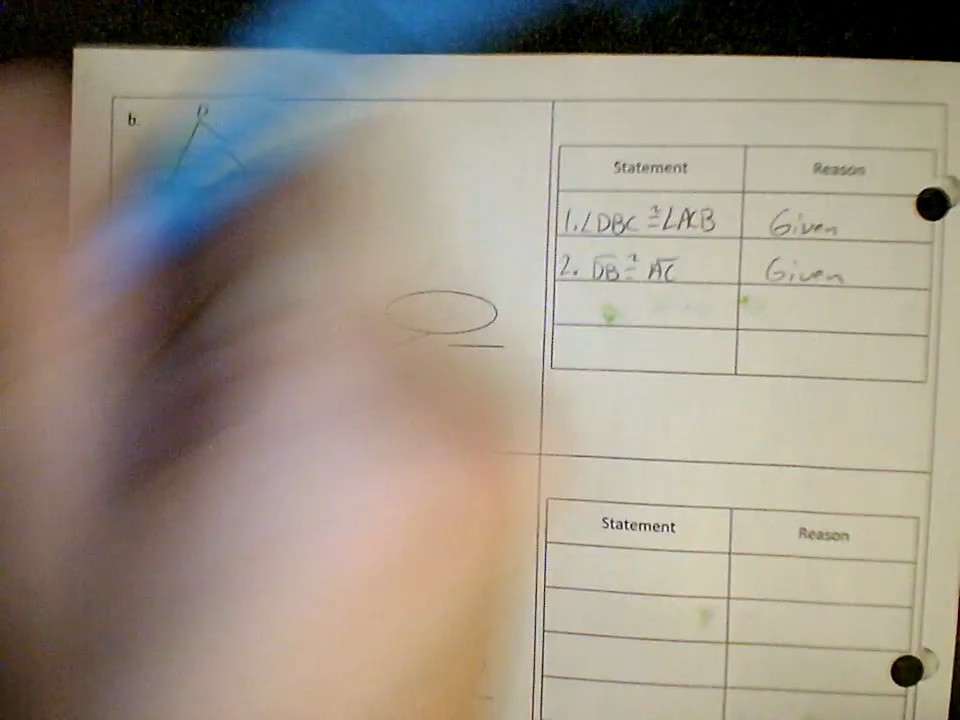 b.
D
Statement Reason
1. ∠DBC ≅ ∠ACB Given
2. DB ≅ AC Given
Statement Reason